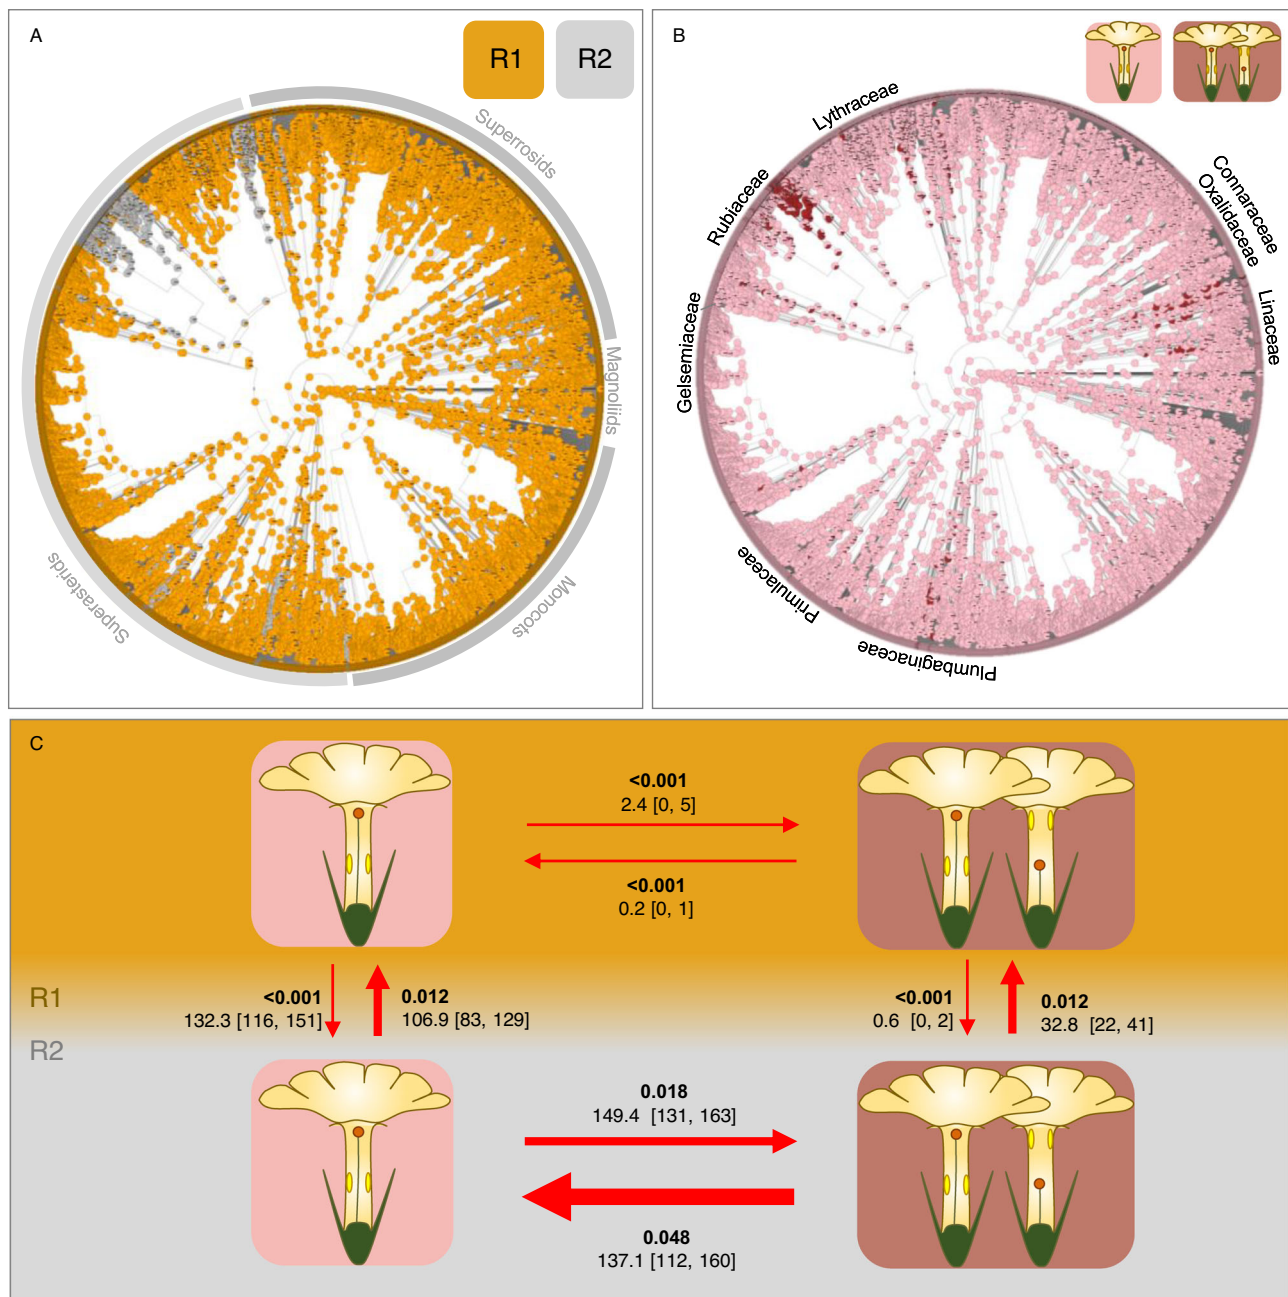 A
R1
R2
Superrosids
Magnoliids
Monocots
Superasterids
B
Lythraceae
Rubiaceae
Gelsemiaceae
Primulaceae
Plumbaginaceae
Linaceae
Oxalidaceae
Connaraceae
C
<0.001
2.4 [0, 5]
<0.001
0.2 [0, 1]
R1
<0.001
132.3 [116, 151]
0.012
106.9 [83, 129]
<0.001
0.6 [0, 2]
0.012
32.8 [22, 41]
R2
0.018
149.4 [131, 163]
0.048
137.1 [112, 160]